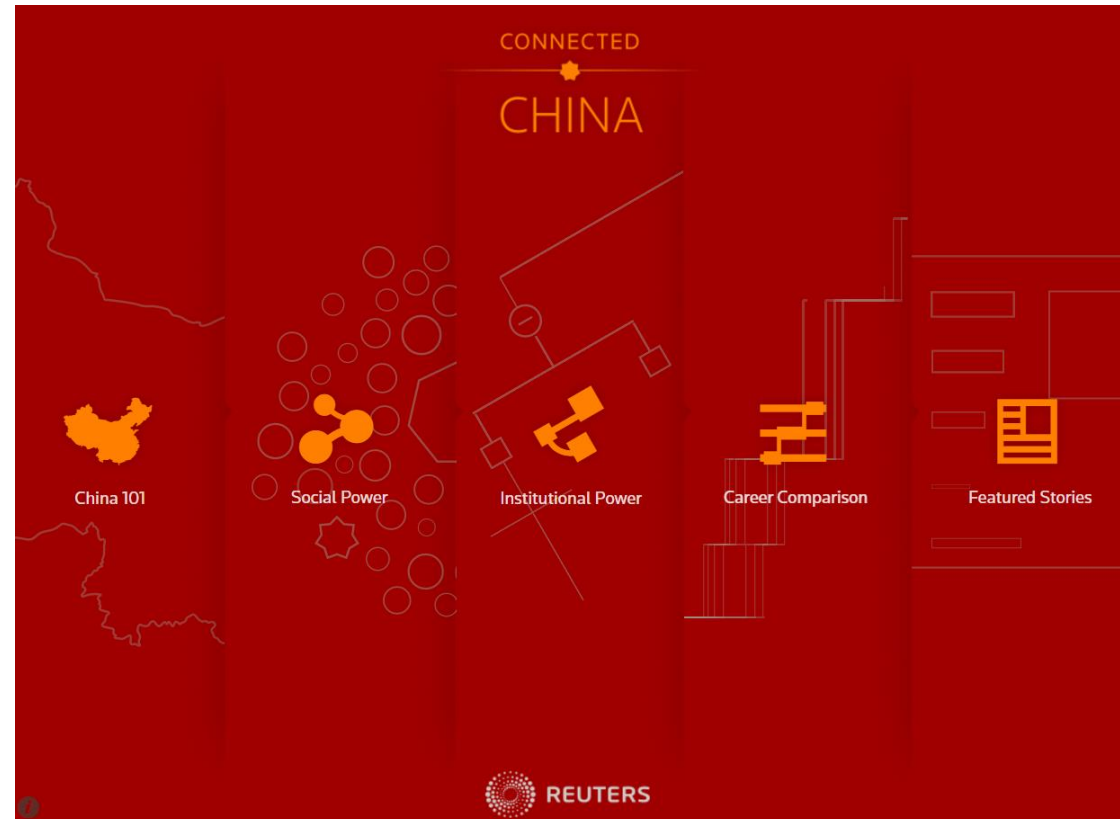 CONNECTED
CHINA
China 101
Social Power
Institutional Power
Career Comparison
Featured Stories
REUTERS